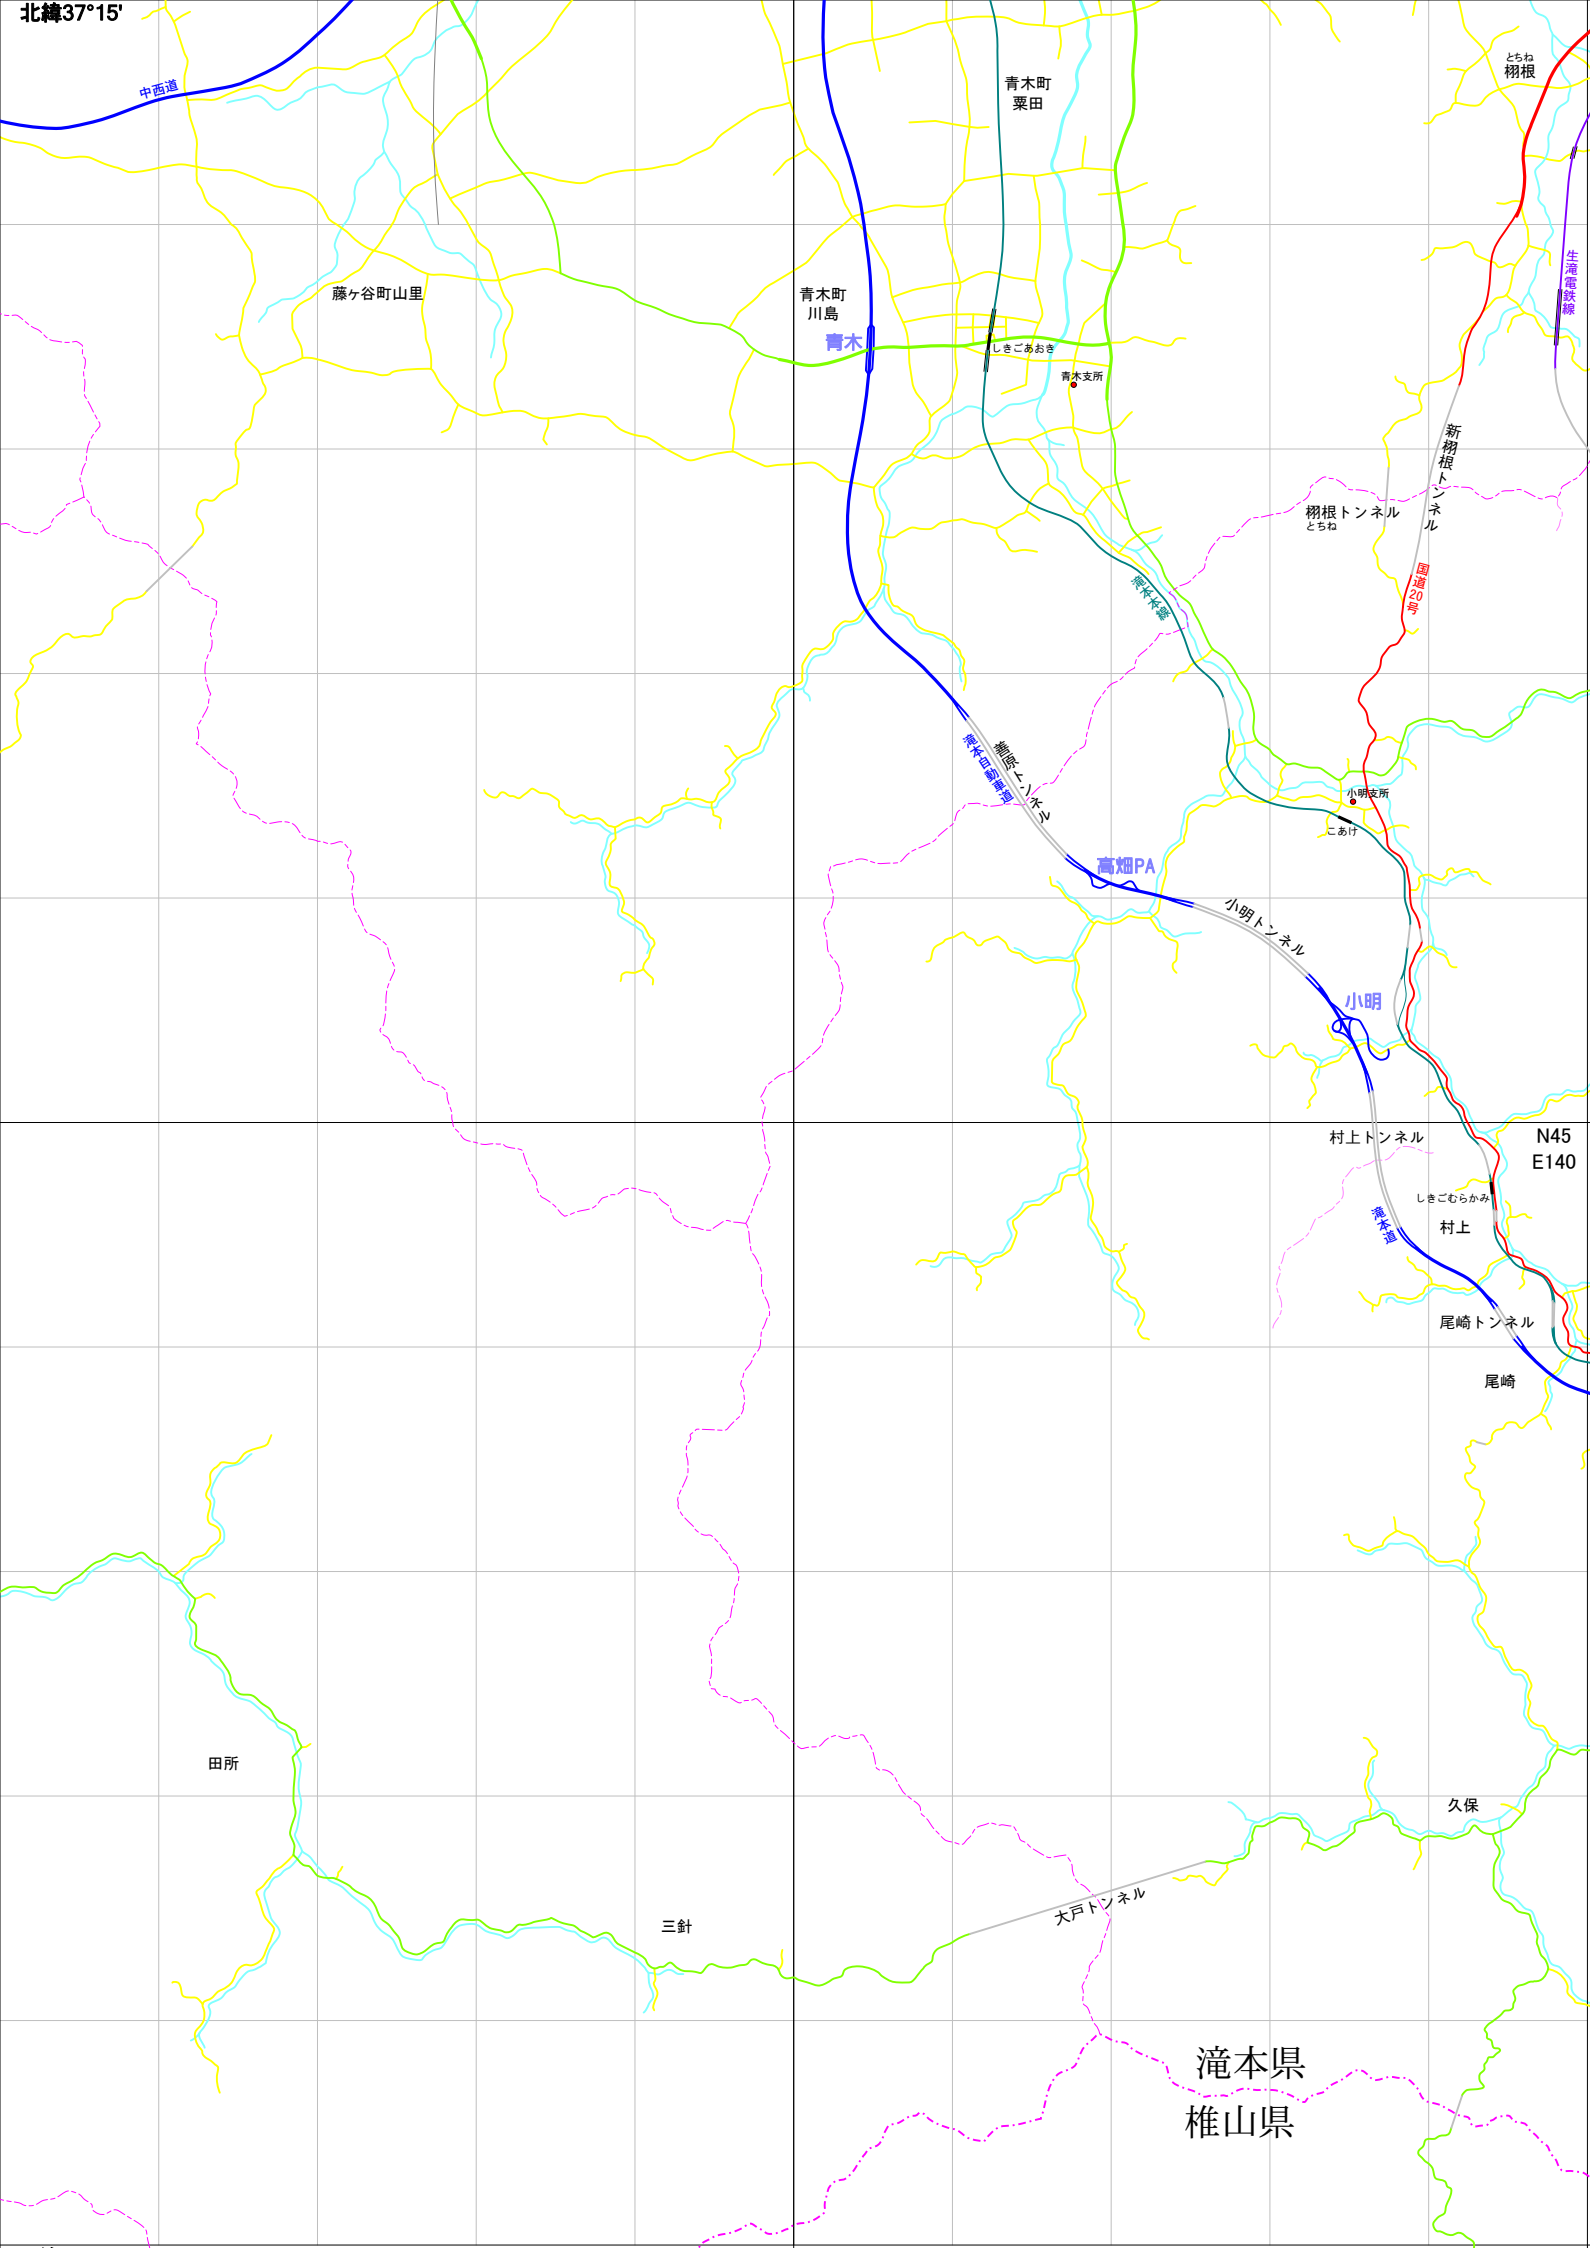 北緯37°15'
中西道
青木町
粟田
とちね
栩根
生滝電鉄線
藤ヶ谷町山里
青木町
川島
青木
しきごあおき
青木支所
新栩根トンネル
栩根トンネル
とちね
国道20号
滝本本線
滝本自動車道
善原トンネル
小明支所
こあけ
高畑PA
小明トンネル
小明
村上トンネル
N45
E140
しきごむらかみ
村上
滝本道
尾崎トンネル
尾崎
田所
久保
三針
大戸トンネル
滝本県
椎山県